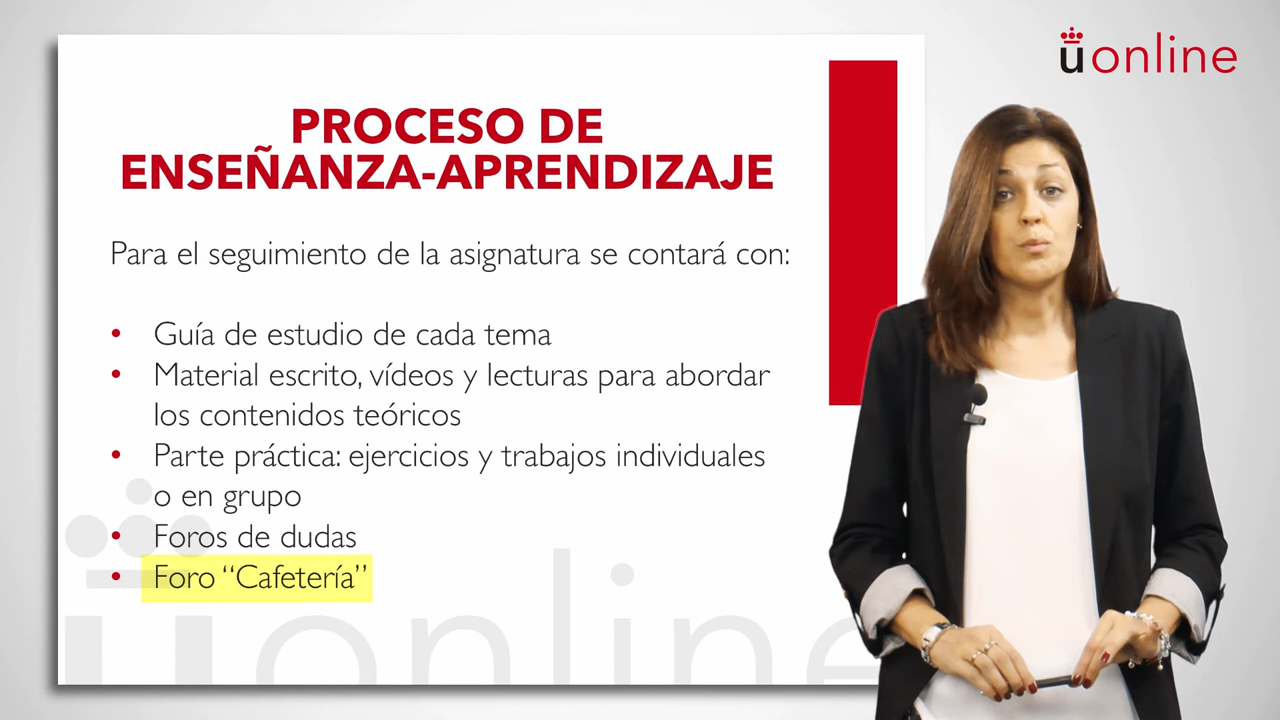 uonline
PROCESO DE
ENSEÑANZA-APRENDIZAJE
Para el seguimiento de la asignatura se contará con:
• Guía de estudio de cada tema
• Material escrito, vídeos y lecturas para abordar
los contenidos teóricos
• Parte práctica: ejercicios y trabajos individuales
o en grupo
• Foros de dudas
• Foro “Cafetería”
uonline